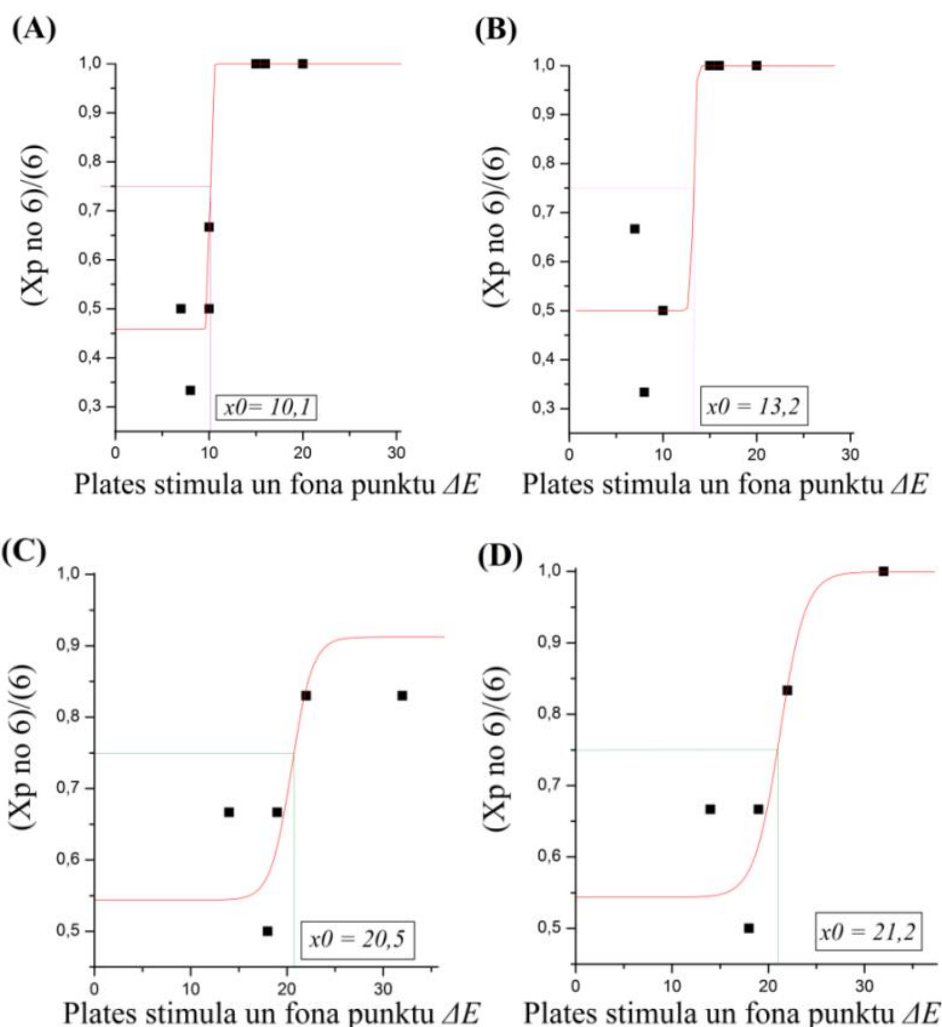 (A)
(Xp no 6)/(6)
1,0
0,9
0,8
0,7
0,6
0,5
0,4
0,3
0
10
20
30
x0= 10,1
Plates stimula un fona punktu ΔE
(B)
(Xp no 6)/(6)
1,0
0,9
0,8
0,7
0,6
0,5
0,4
0,3
0
10
20
30
x0 = 13,2
Plates stimula un fona punktu ΔE
(C)
(Xp no 6)/(6)
1,0
0,9
0,8
0,7
0,6
0,5
0
10
20
30
x0 = 20,5
Plates stimula un fona punktu ΔE
(D)
(Xp no 6)/(6)
1,0
0,9
0,8
0,7
0,6
0,5
0
10
20
30
x0 = 21,2
Plates stimula un fona punktu ΔE